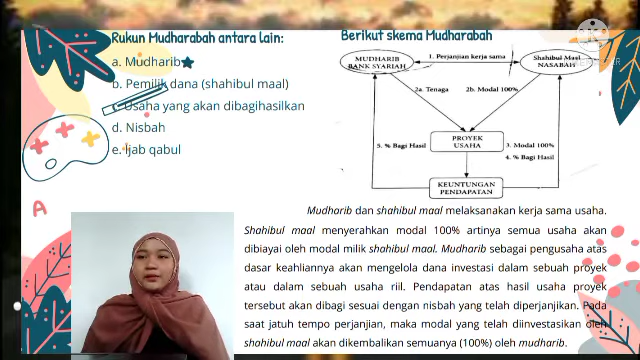 Rukun Mudharabah antara lain:
a. Mudharib
b. Pemilik dana (shahibul maal)
c. Usaha yang akan dibagihasilkan
d. Nisbah
e. Ijab qabul
Berikut skema Mudharabah
MUDHARIB
BANK SYARIAH
1. Perjanjian kerja sama
Shahibul Maal
NASABAH
2a. Tenaga
2b. Modal 100%
PROYEK
USAHA
5. % Bagi Hasil
3. Modal 100%
4. % Bagi Hasil
KEUNTUNGAN
PENDAPATAN
Mudharib dan shahibul maal melaksanakan kerja sama usaha.
Shahibul maal menyerahkan modal 100% artinya semua usaha akan
dibiayai oleh modal milik shahibul maal. Mudharib sebagai pengusaha atas
dasar keahliannya akan mengelola dana investasi dalam sebuah proyek
atau dalam sebuah usaha riil. Pendapatan atas hasil usaha proyek
tersebut akan dibagi sesuai dengan nisbah yang telah diperjanjikan. Pada
saat jatuh tempo perjanjian, maka modal yang telah diinvestasikan oleh
shahibul maal akan dikembalikan semuanya (100%) oleh mudharib.